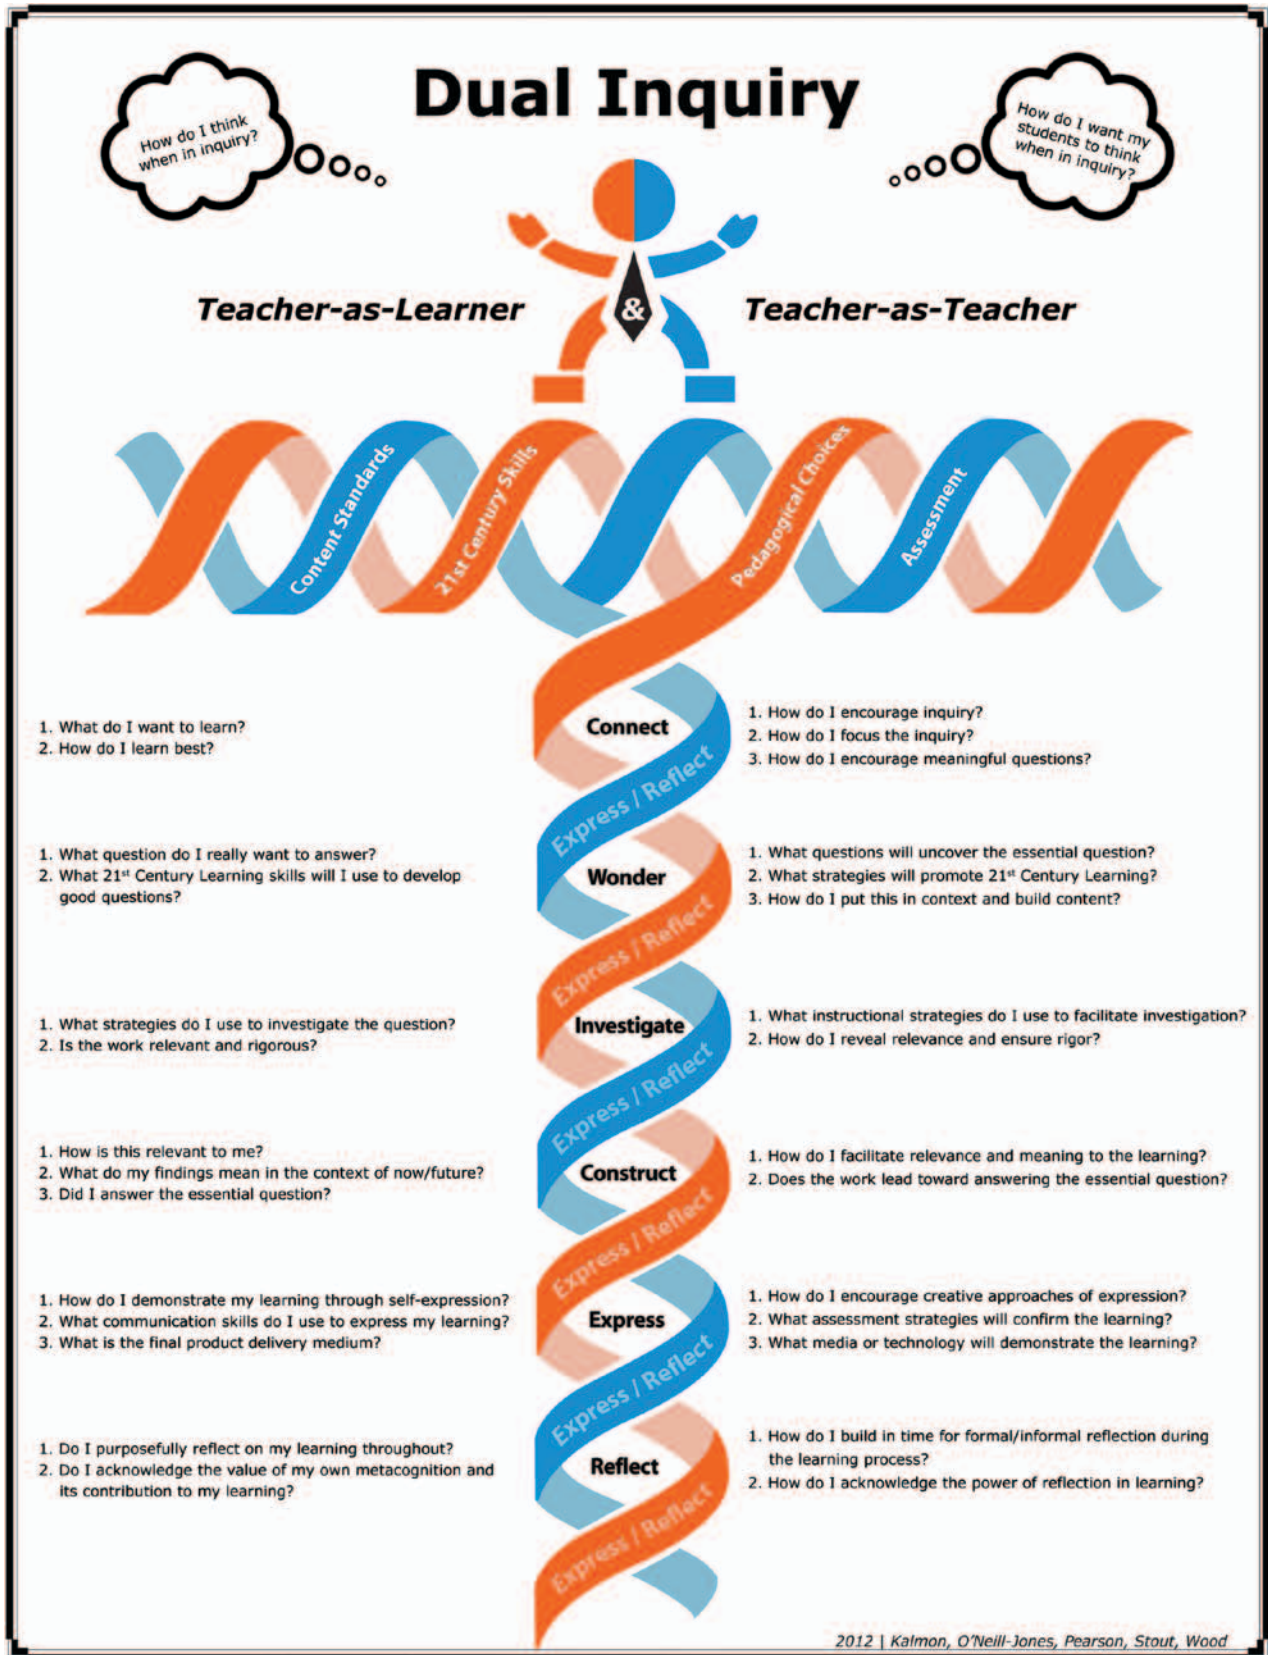 Dual Inquiry
How do I think
when in inquiry?
How do I want my
students to think
when in inquiry?
Teacher-as-Learner
&
Teacher-as-Teacher
Content Standards
21st Century Skills
Pedagogical Choices
Assessment
Connect
1. What do I want to learn?
2. How do I learn best?
1. How do I encourage inquiry?
2. How do I focus the inquiry?
3. How do I encourage meaningful questions?
Express / Reflect
Wonder
1. What question do I really want to answer?
2. What 21st Century Learning skills will I use to develop
good questions?
1. What questions will uncover the essential question?
2. What strategies will promote 21st Century Learning?
3. How do I put this in context and build content?
Express / Reflect
Investigate
1. What strategies do I use to investigate the question?
2. Is the work relevant and rigorous?
1. What instructional strategies do I use to facilitate investigation?
2. How do I reveal relevance and ensure rigor?
Express / Reflect
Construct
1. How is this relevant to me?
2. What do my findings mean in the context of now/future?
3. Did I answer the essential question?
1. How do I facilitate relevance and meaning to the learning?
2. Does the work lead toward answering the essential question?
Express / Reflect
Express
1. How do I demonstrate my learning through self-expression?
2. What communication skills do I use to express my learning?
3. What is the final product delivery medium?
1. How do I encourage creative approaches of expression?
2. What assessment strategies will confirm the learning?
3. What media or technology will demonstrate the learning?
Express / Reflect
Reflect
1. Do I purposefully reflect on my learning throughout?
2. Do I acknowledge the value of my own metacognition and
its contribution to my learning?
1. How do I build in time for formal/informal reflection during
the learning process?
2. How do I acknowledge the power of reflection in learning?
Express / Reflect
2012 | Kalmon, O'Neill-Jones, Pearson, Stout, Wood